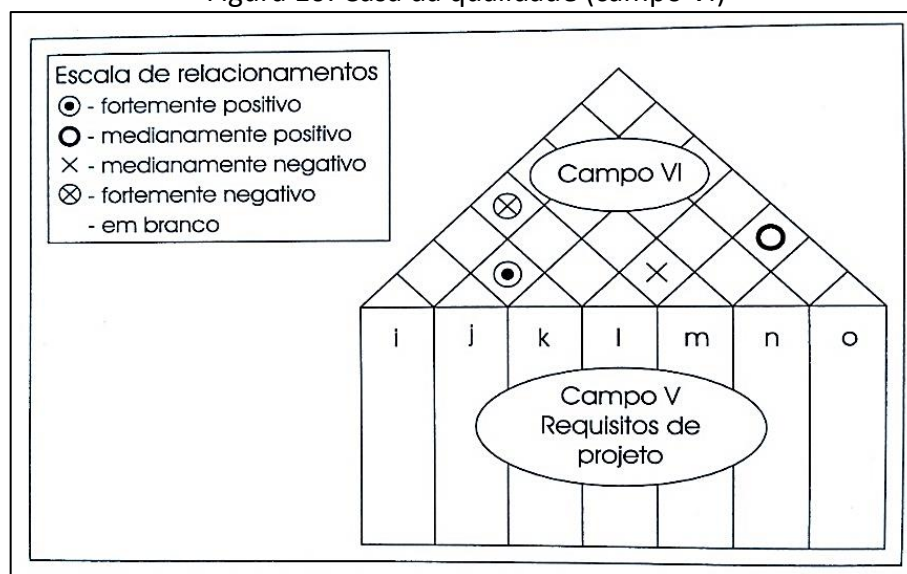 Figura Casa da qualidade (campo VI)
Escala de relacionamentos
- fortemente positivo
- medianamente positivo
- medianamente negativo
- fortemente negativo
- em branco
Campo VI
i j k l m n o
Campo V
Requisitos de
projeto